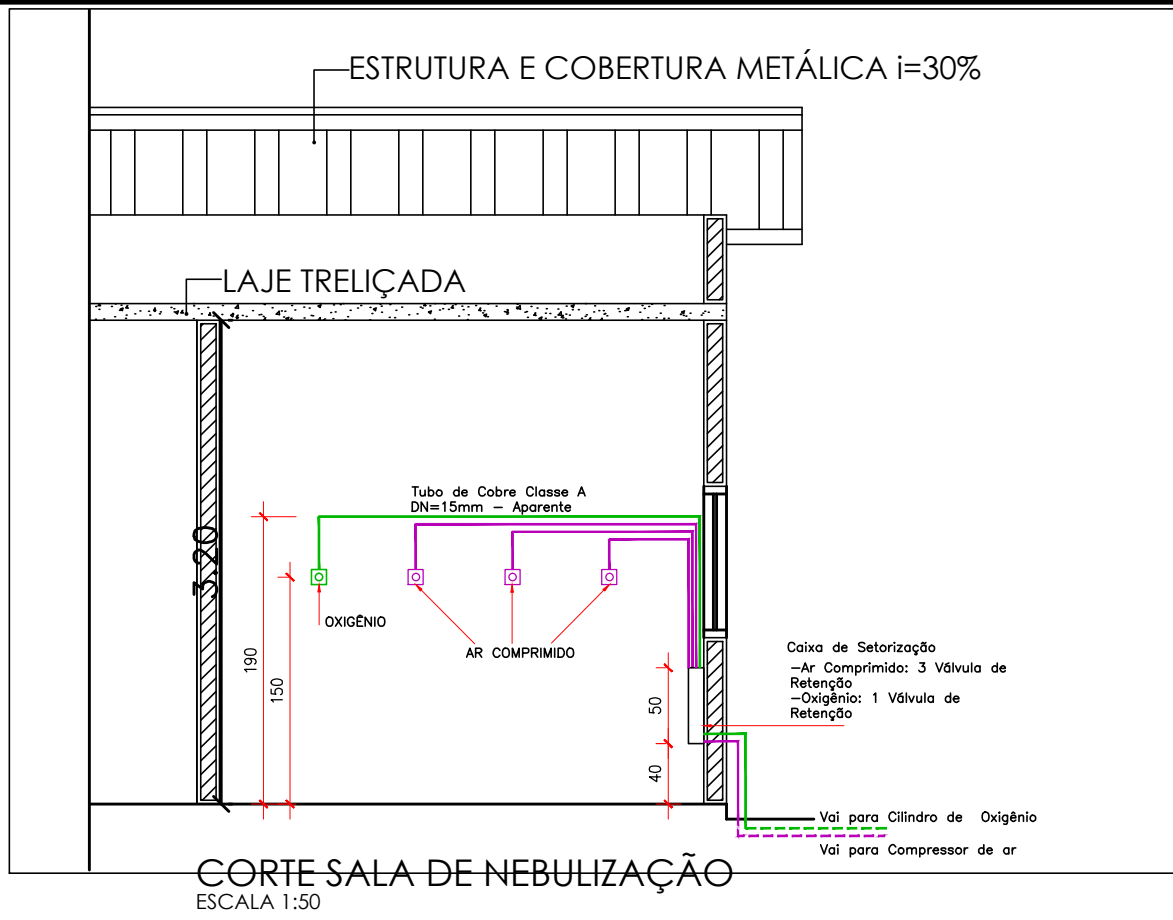 ESTRUTURA E COBERTURA METÁLICA i=30%
LAJE TRELIÇADA
Tubo de Cobre Classe A
DN=15mm – Aparente
3.20
OXIGÊNIO
AR COMPRIMIDO
190
150
50
40
Caixa de Setorização
–Ar Comprimido: 3 Válvula de
Retenção
–Oxigênio: 1 Válvula de
Retenção
Vai para Cilindro de Oxigênio
Vai para Compressor de ar
CORTE SALA DE NEBULIZAÇÃO
ESCALA 1:50